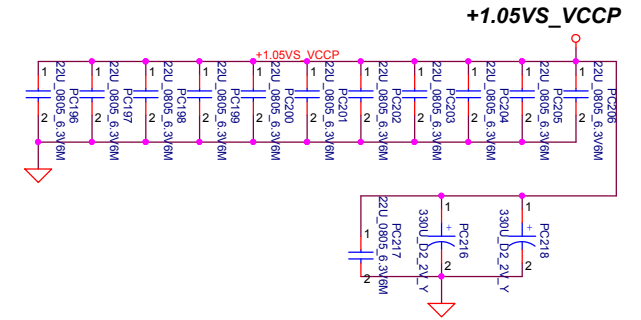 +1.05VS_VCCP
+1.05VS_VCCP
1
2
22U_0805_6.3V6M
PC196
1
2
22U_0805_6.3V6M
PC197
1
2
22U_0805_6.3V6M
PC198
1
2
22U_0805_6.3V6M
PC199
1
2
22U_0805_6.3V6M
PC200
1
2
22U_0805_6.3V6M
PC201
1
2
22U_0805_6.3V6M
PC202
1
2
22U_0805_6.3V6M
PC203
1
2
22U_0805_6.3V6M
PC204
1
2
22U_0805_6.3V6M
PC205
1
2
22U_0805_6.3V6M
PC206
1
2
22U_0805_6.3V6M
PC217
1
+
2
330U_D2_2V_Y
PC216
1
+
2
330U_D2_2V_Y
PC218